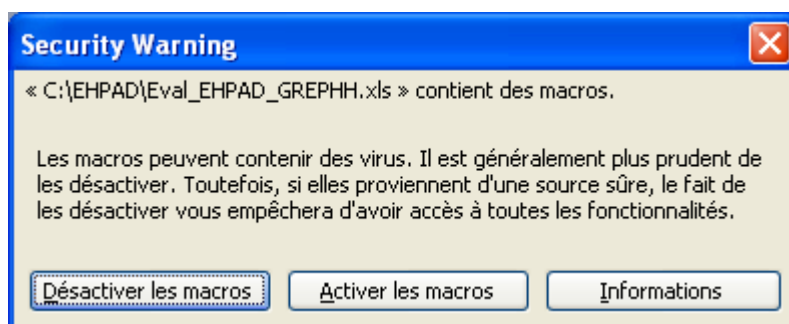 Security Warning
« C:\EHPAD\Eval_EHPAD_GREPHH.xls » contient des macros.
Les macros peuvent contenir des virus. Il est généralement plus prudent de
les désactiver. Toutefois, si elles proviennent d'une source sûre, le fait de
les désactiver vous empêchera d'avoir accès à toutes les fonctionnalités.
Désactiver les macros
Activer les macros
Informations